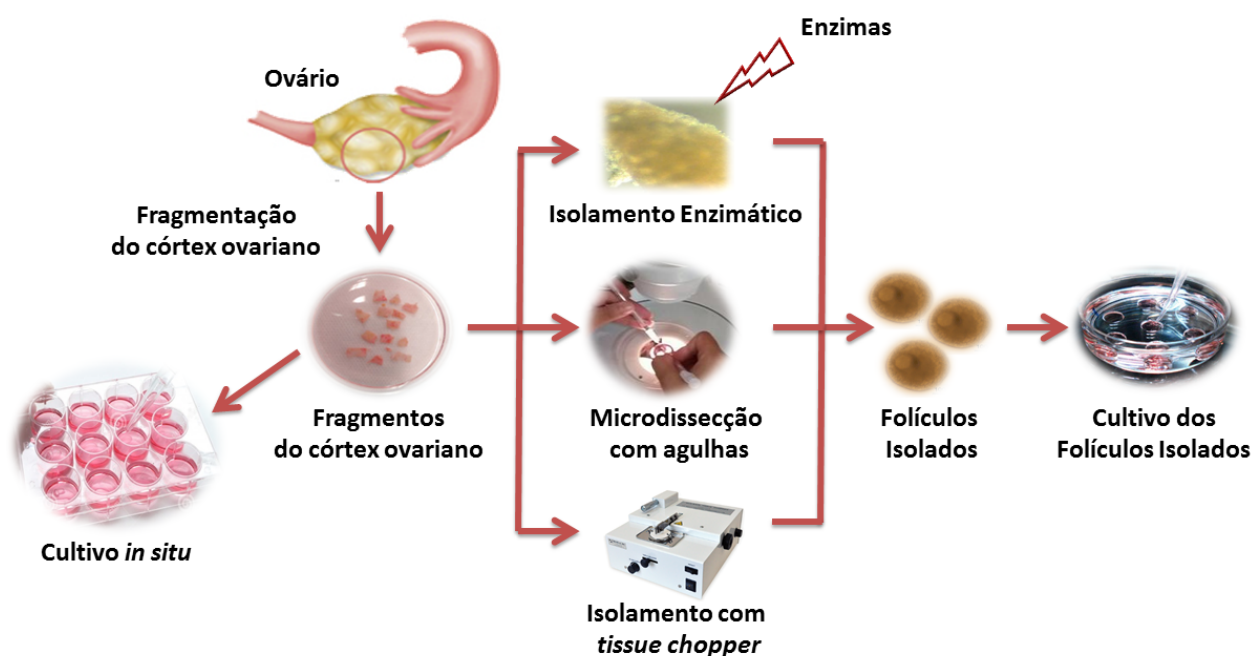 Enzimas
Ovário
Fragmentação
do córtex ovariano
Isolamento Enzimático
Fragmentos
do córtex ovariano
Microdissecção
com agulhas
Folículos
Isolados
Cultivo dos
Folículos Isolados
Cultivo in situ
Isolamento com
tissue chopper